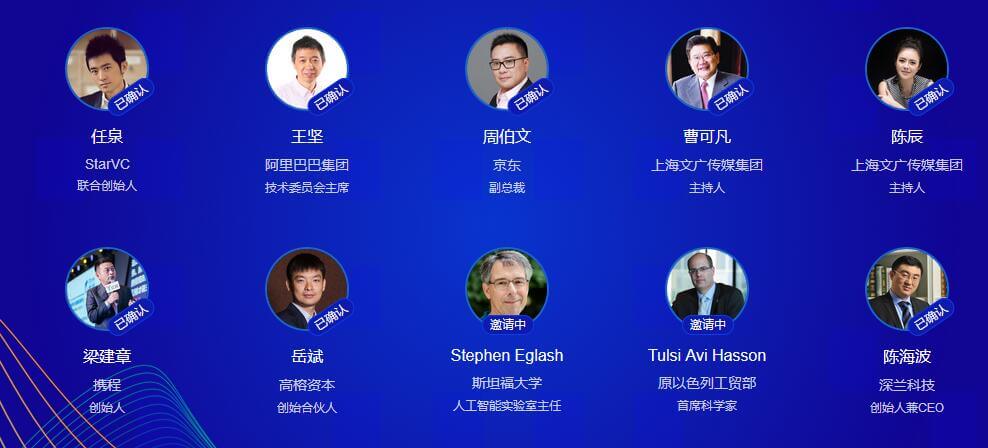 已确认 已确认 已确认 已确认 已确认
任泉 王坚 周伯文 曹可凡 陈辰
StarVC 阿里巴巴集团 京东 上海文广传媒集团 上海文广传媒集团
联合创始人 技术委员会主席 副总裁 主持人 主持人
已确认 已确认 邀请中 邀请中 已确认
梁建章 岳斌 Stephen Eglash Tulsi Avi Hasson 陈海波
携程 高榕资本 斯坦福大学 原以色列工贸部 深兰科技
创始人 创始合伙人 人工智能实验室主任 首席科学家 创始人兼CEO